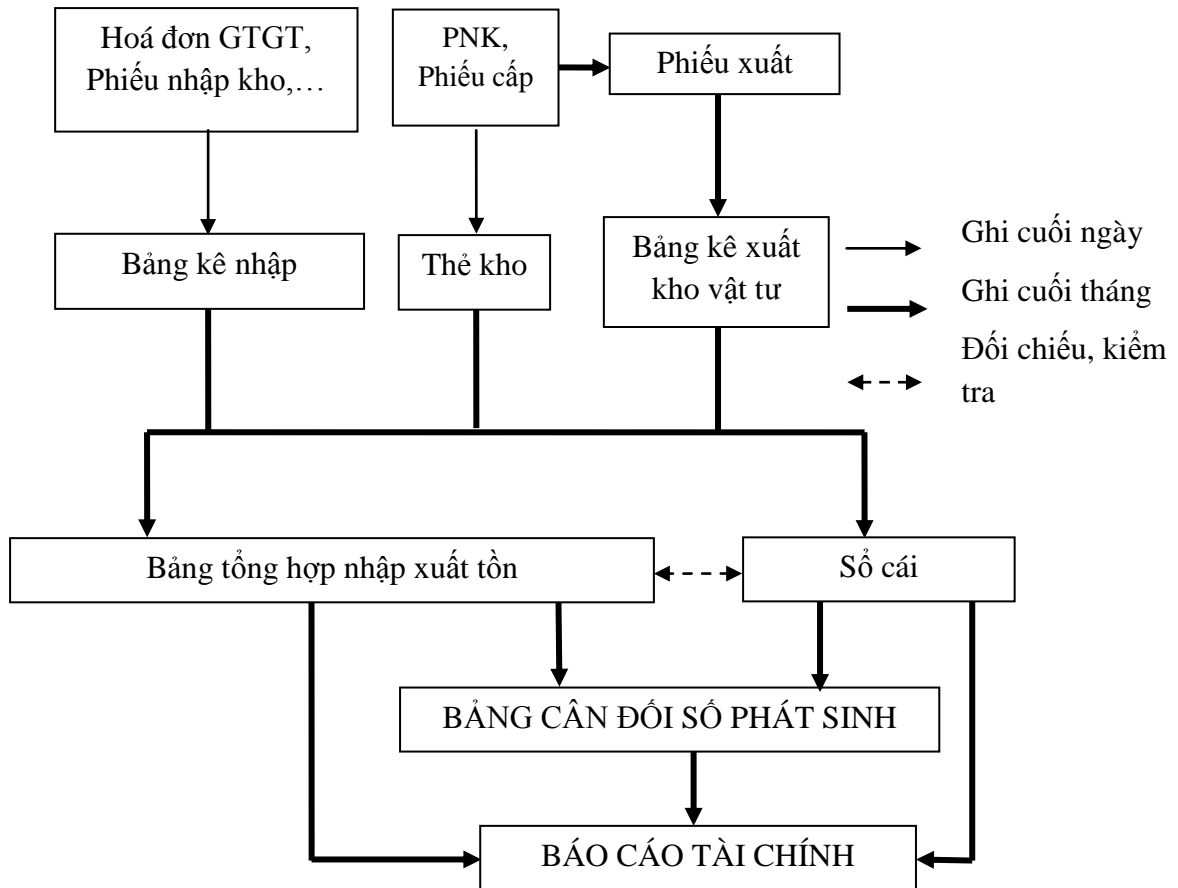 Hoá đơn GTGT,
Phiếu nhập kho,…
PNK,
Phiếu cấp
Phiếu xuất
Bảng kê nhập
Thẻ kho
Bảng kê xuất
kho vật tư
Ghi cuối ngày
Ghi cuối tháng
Đối chiếu, kiểm
tra
Bảng tổng hợp nhập xuất tồn
Sổ cái
BẢNG CÂN ĐỐI SỐ PHÁT SINH
BÁO CÁO TÀI CHÍNH